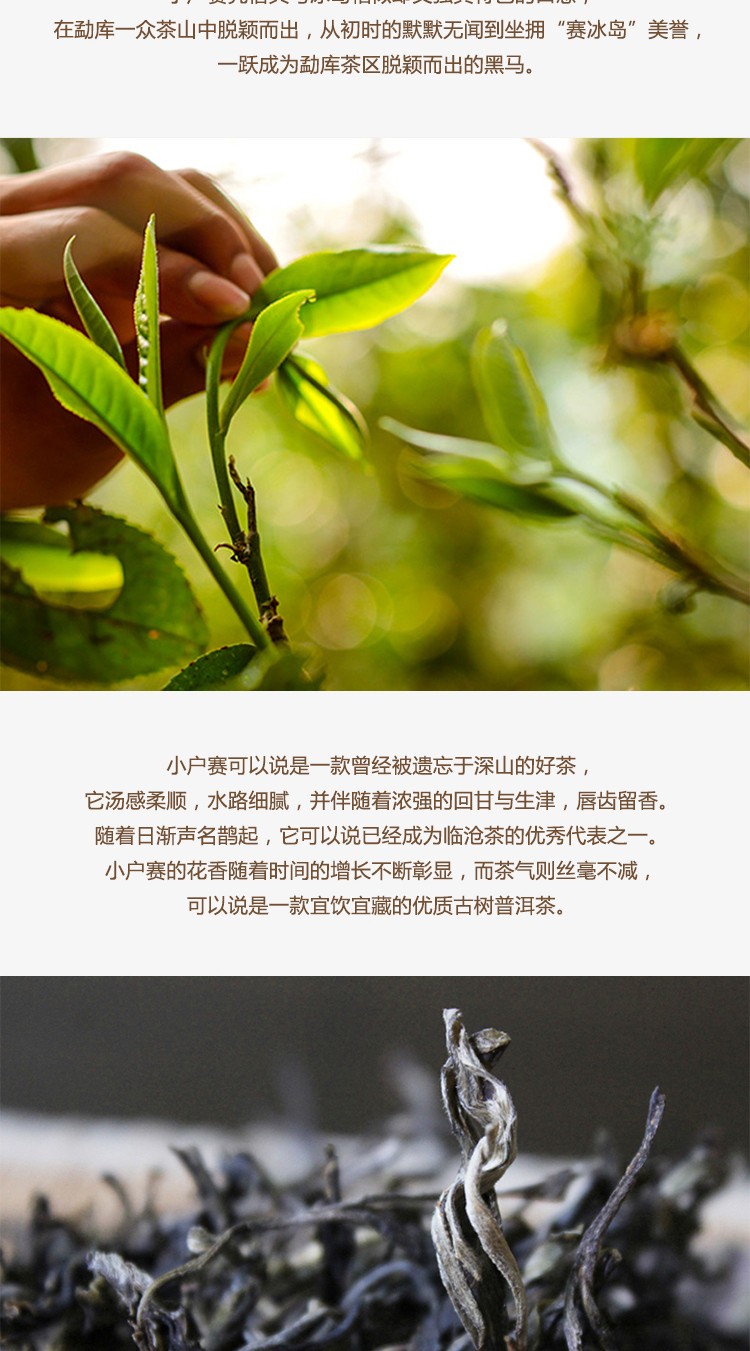 在勐库一众茶山中脱颖而出，从初时的默默无闻到坐拥“赛冰岛”美誉，
一跃成为勐库茶区脱颖而出的黑马。
小户赛可以说是一款曾经被遗忘于深山的好茶，
它汤感柔顺，水路细腻，并伴随着浓强的回甘与生津，唇齿留香。
随着日渐声名鹊起，它可以说已经成为临沧茶的优秀代表之一。
小户赛的花香随着时间的增长不断彰显，而茶气则丝毫不减，
可以说是一款宜饮宜藏的优质古树普洱茶。